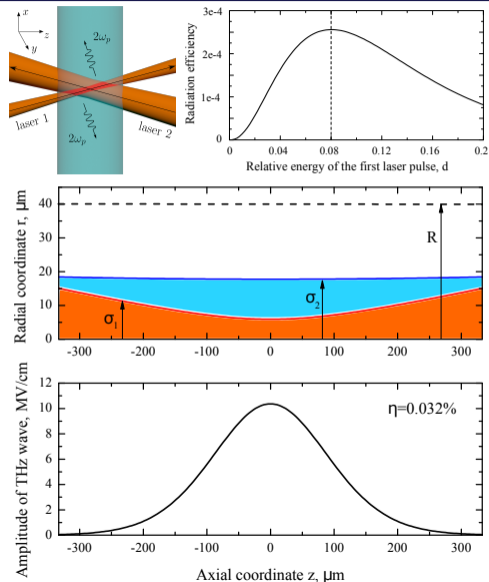 x
z
y
2ω_p
laser 1
laser 2
2ω_p
Radiation efficiency
3e-4
2e-4
1e-4
0
0 0.04 0.08 0.12 0.16 0.2
Relative energy of the first laser pulse, d
Radial coordinate r, μm
40
30
20
10
0
R
σ₁
σ₂
-300 -200 -100 0 100 200 300
Amplitude of THz wave, MV/cm
12
10
8
6
4
2
0
η=0.032%
-300 -200 -100 0 100 200 300
Axial coordinate z, μm